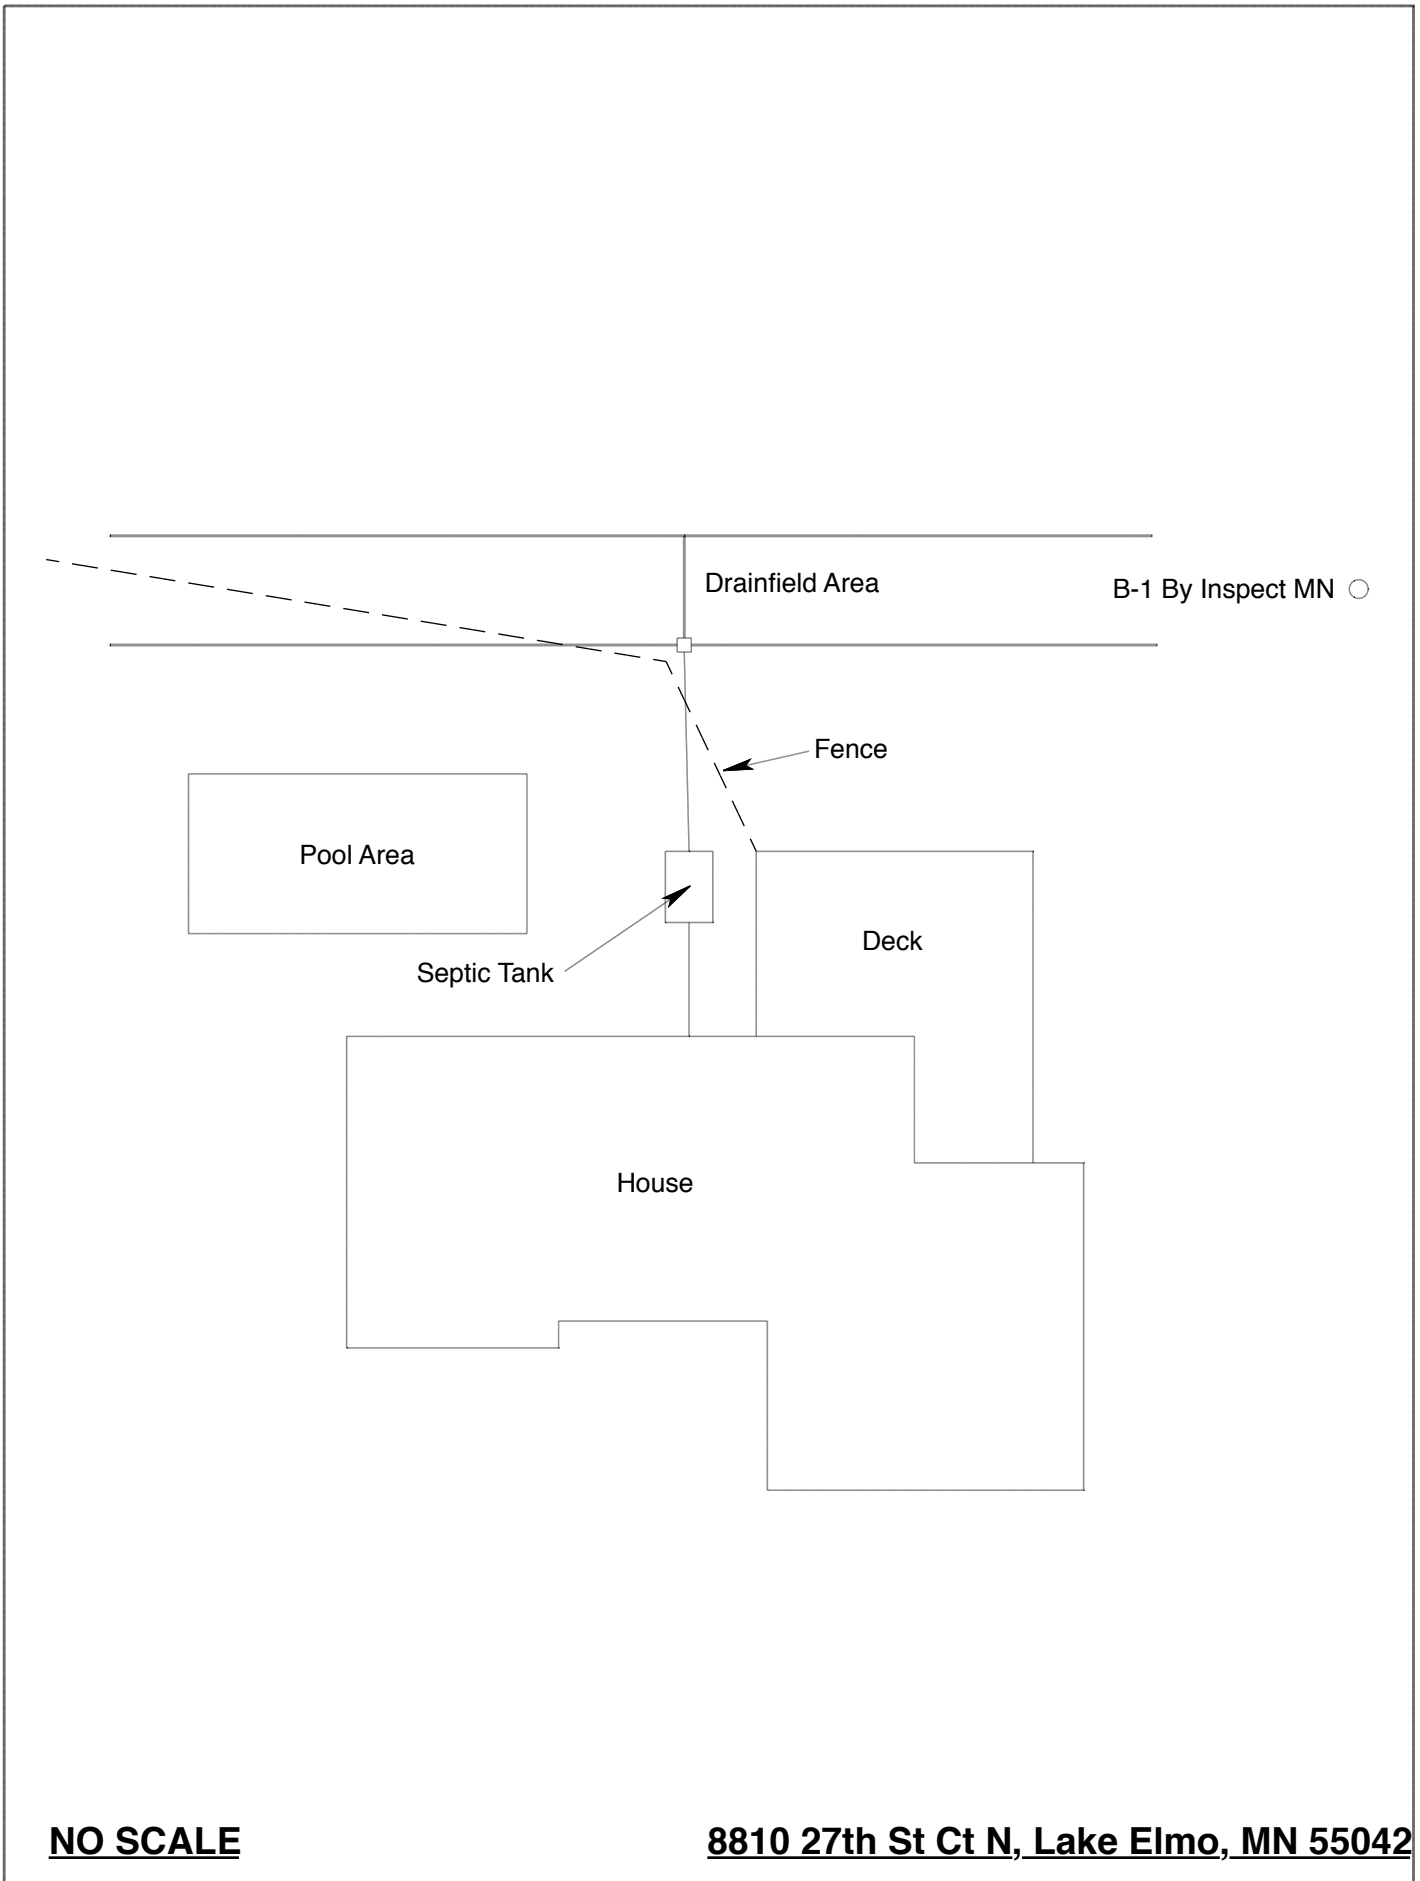 Drainfield Area
B-1 By Inspect MN
Fence
Pool Area
Deck
Septic Tank
House
NO SCALE
8810 27th St Ct N, Lake Elmo, MN 55042